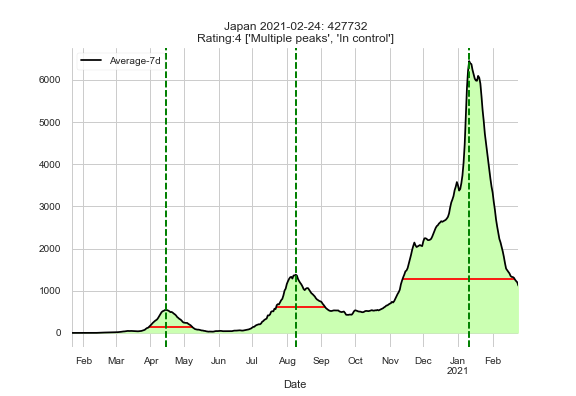 Japan 2021-02-24: 427732
Rating:4 ['Multiple peaks', 'In control']
Average-7d
6000
5000
4000
3000
2000
1000
0
Feb Mar Apr May Jun Jul Aug Sep Oct Nov Dec Jan Feb
2021
Date